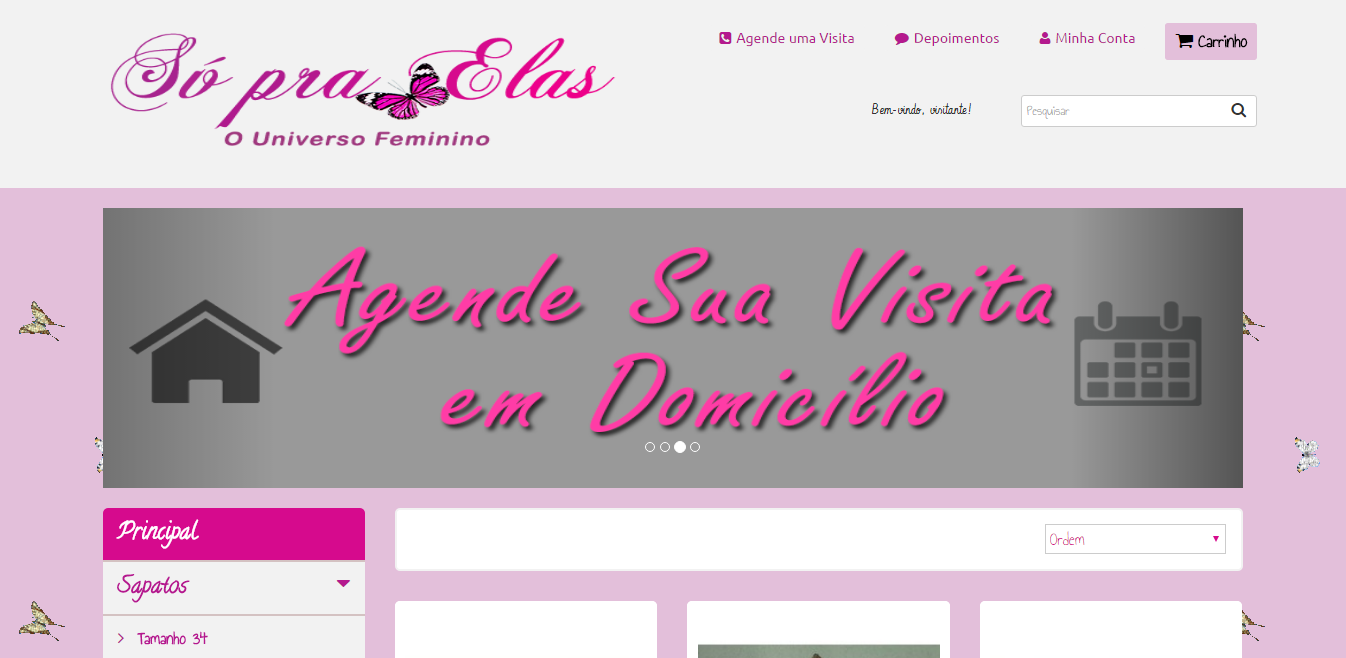 Só pra Elas
O Universo Feminino
Agende uma Visita
Depoimentos
Minha Conta
Carrinho
Bem-vindo, visitante!
Pesquisar
Agende Sua Visita
em Domicílio
Principal
Sapatos
Tamanho 34
Ordem